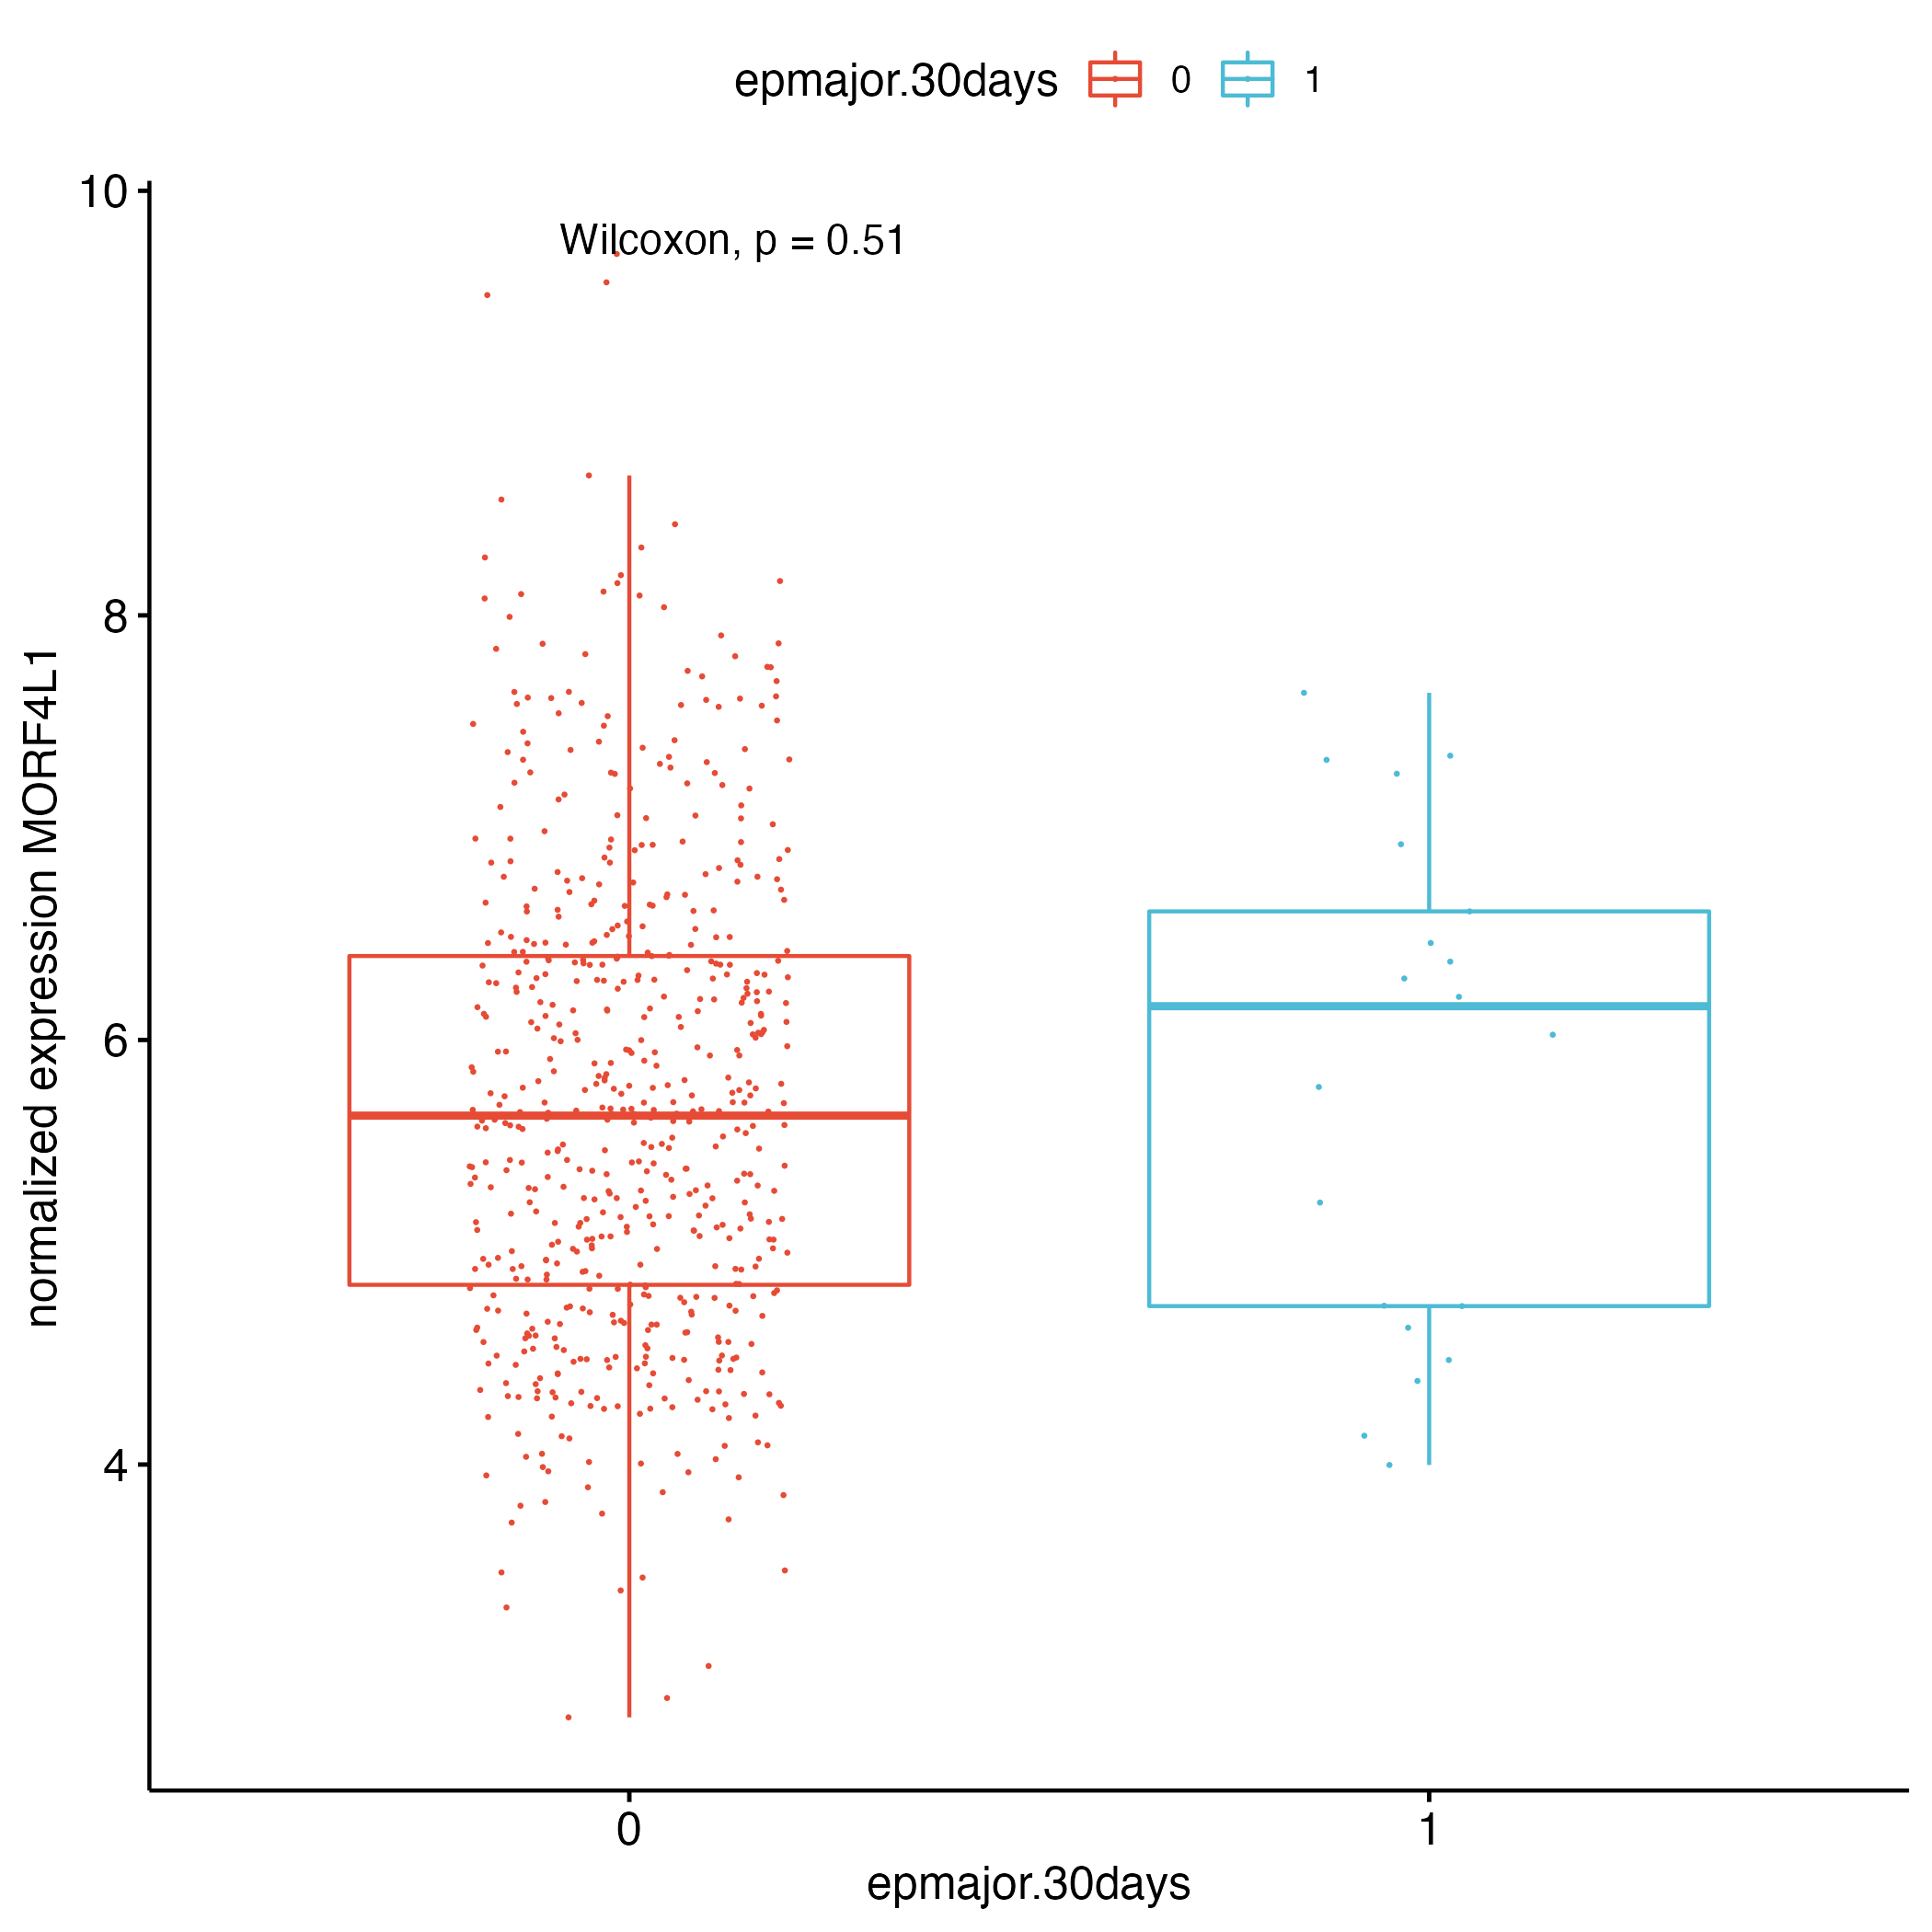 epmajor.30days 0 1
10
Wilcoxon, p = 0.51
8
6
4
normalized expression MORF4L1
0 1
epmajor.30days